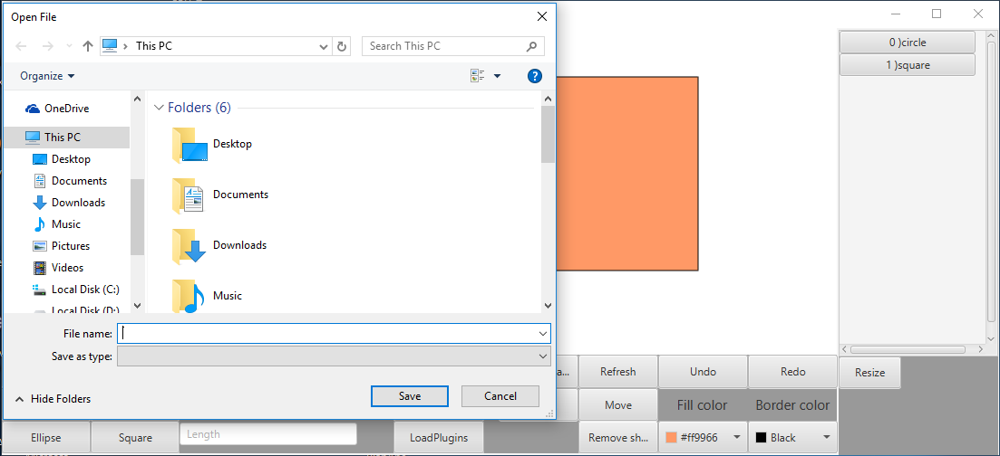 Open File
This PC
Search This PC
Organize
OneDrive
This PC
Desktop
Documents
Downloads
Music
Pictures
Videos
Local Disk (C:)
Local Disk (D:)
Folders (6)
Desktop
Documents
Downloads
Music
File name:
Save as type:
Hide Folders
Save
Cancel
0 )circle
1 )square
a...
Refresh
Undo
Redo
Resize
Move
Fill color
Border color
Ellipse
Square
Length
LoadPlugins
Remove sh...
#ff9966
Black